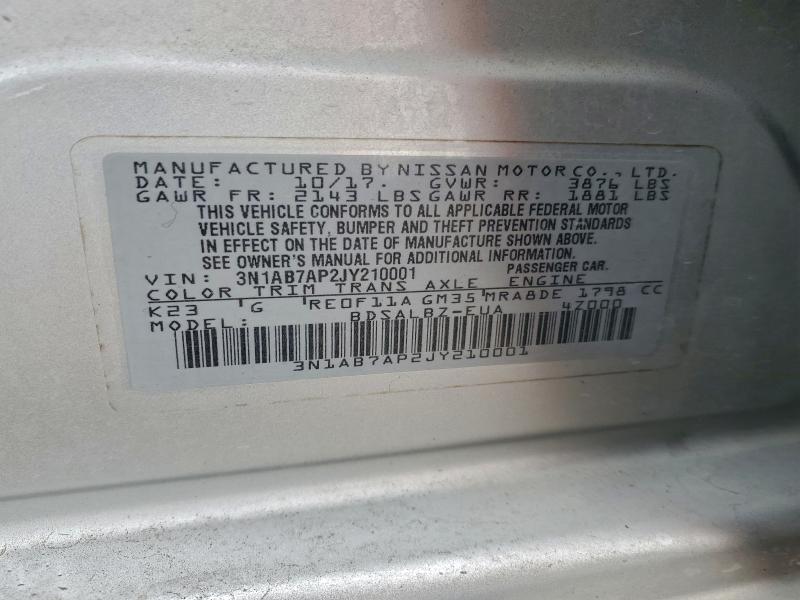 MANUFACTURED BY NISSAN MOTOR CO., LTD.
DATE: 10/17. GVWR: 3876 LBS
GAWR FR: 2143 LBS GAWR RR: 1881 LBS
THIS VEHICLE CONFORMS TO ALL APPLICABLE FEDERAL MOTOR
VEHICLE SAFETY, BUMPER AND THEFT PREVENTION STANDARDS
IN EFFECT ON THE DATE OF MANUFACTURE SHOWN ABOVE.
SEE OWNER'S MANUAL FOR ADDITIONAL INFORMATION.
VIN: 3N1AB7AP2JY210001 PASSENGER CAR.
COLOR TRIM TRANS AXLE ENGINE
K23 G RE0F11A GM35 MRA8DE 1798 CC
MODEL: BDSALBZ-EUA 4Z000
3N1AB7AP2JY210001